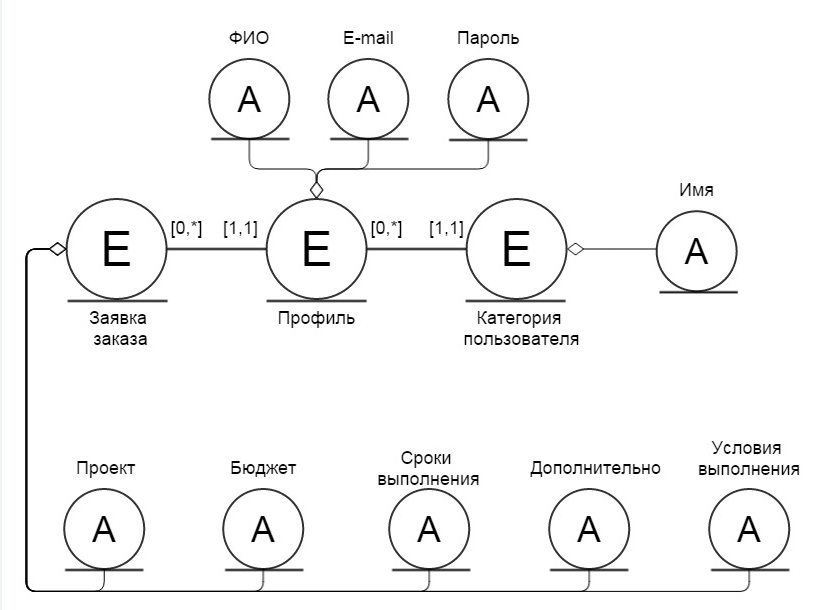 ФИО
E-mail
Пароль
A
A
A
Имя
[0,*]
[1,1]
[0,*]
[1,1]
E
E
E
A
Заявка
заказа
Профиль
Категория
пользователя
Проект
Бюджет
Сроки
выполнения
Дополнительно
Условия
выполнения
A
A
A
A
A